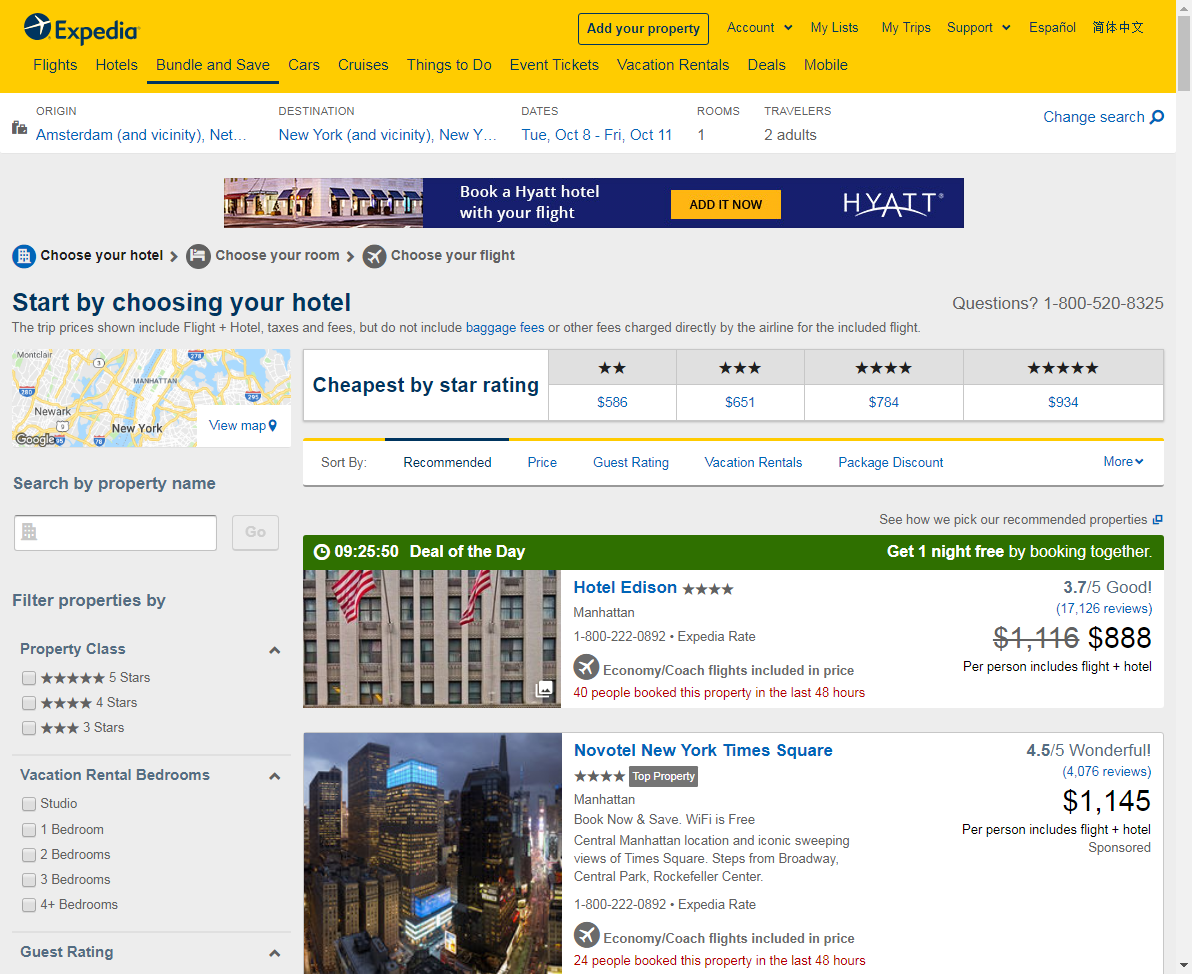 Expedia
Add your property
Account
My Lists
My Trips
Support
Español
简体中文
Flights
Hotels
Bundle and Save
Cars
Cruises
Things to Do
Event Tickets
Vacation Rentals
Deals
Mobile
ORIGIN
Amsterdam (and vicinity), Net...
DESTINATION
New York (and vicinity), New Y...
DATES
Tue, Oct 8 - Fri, Oct 11
ROOMS
1
TRAVELERS
2 adults
Change search
Book a Hyatt hotel
with your flight
ADD IT NOW
HYATT®
Choose your hotel
Choose your room
Choose your flight
Start by choosing your hotel
Questions? 1-800-520-8325
The trip prices shown include Flight + Hotel, taxes and fees, but do not include baggage fees or other fees charged directly by the airline for the included flight.
Montclair
3
278
MANHATTAN
280
295
Newark
9
New York
Google
95
78
View map
Cheapest by star rating
$586
$651
$784
$934
Sort By:
Recommended
Price
Guest Rating
Vacation Rentals
Package Discount
More
Search by property name
Go
See how we pick our recommended properties
09:25:50 Deal of the Day
Get 1 night free by booking together.
Hotel Edison
Manhattan
1-800-222-0892 • Expedia Rate
Economy/Coach flights included in price
40 people booked this property in the last 48 hours
3.7/5 Good!
(17,126 reviews)
$1,116 $888
Per person includes flight + hotel
Filter properties by
Property Class
5 Stars
4 Stars
3 Stars
Vacation Rental Bedrooms
Studio
1 Bedroom
2 Bedrooms
3 Bedrooms
4+ Bedrooms
Guest Rating
Novotel New York Times Square
Top Property
Manhattan
Book Now & Save. WiFi is Free
Central Manhattan location and iconic sweeping
views of Times Square. Steps from Broadway,
Central Park, Rockefeller Center.
1-800-222-0892 • Expedia Rate
Economy/Coach flights included in price
24 people booked this property in the last 48 hours
4.5/5 Wonderful!
(4,076 reviews)
$1,145
Per person includes flight + hotel
Sponsored